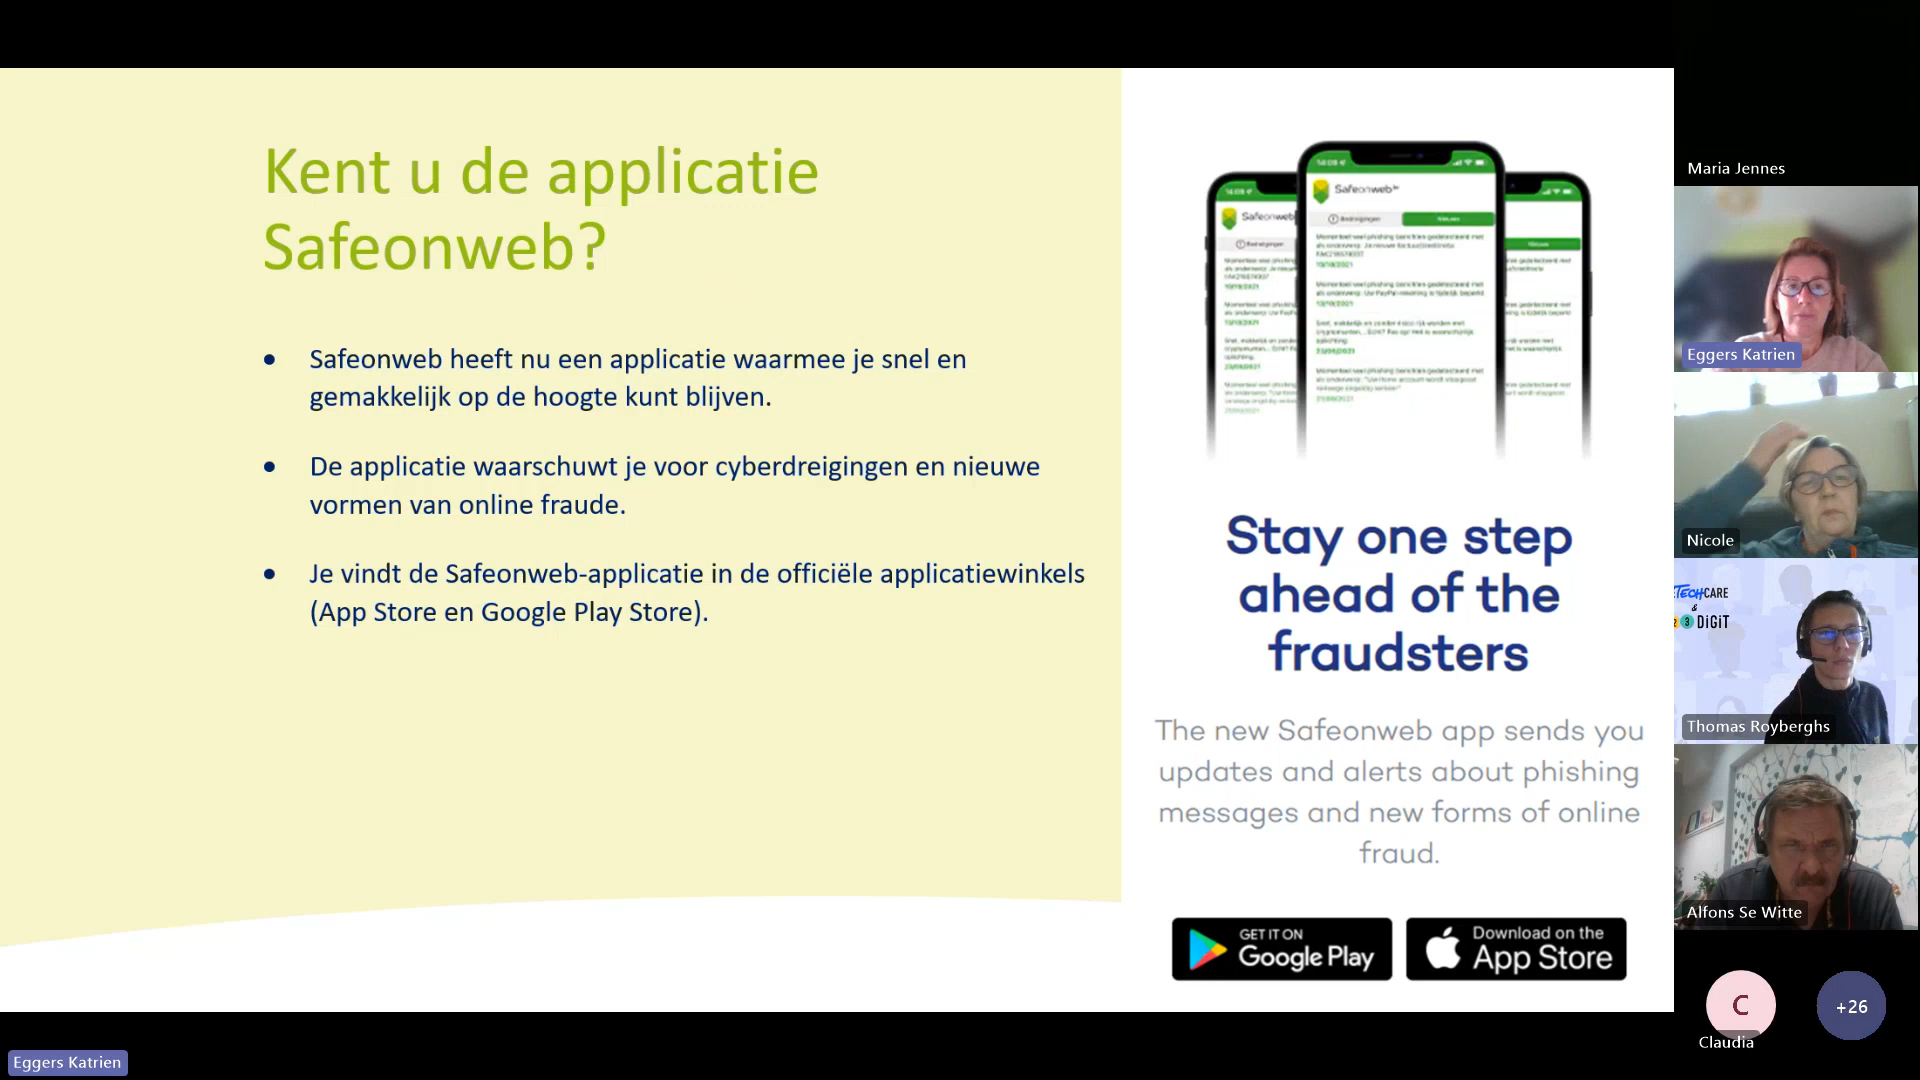 Kent u de applicatie
Safeonweb?
• Safeonweb heeft nu een applicatie waarmee je snel en
gemakkelijk op de hoogte kunt blijven.
• De applicatie waarschuwt je voor cyberdreigingen en nieuwe
vormen van online fraude.
• Je vindt de Safeonweb-applicatie in de officiële applicatiewinkels
(App Store en Google Play Store).
Safeonweb
Safeonweb
Stay one step
ahead of the
fraudsters
The new Safeonweb app sends you
updates and alerts about phishing
messages and new forms of online
fraud.
GET IT ON
Google Play
Download on the
App Store
Maria Jennes
Eggers Katrien
Nicole
TECHCARE
&
3 DiGiT
Thomas Royberghs
Alfons Se Witte
C
Claudia
+26
Eggers Katrien